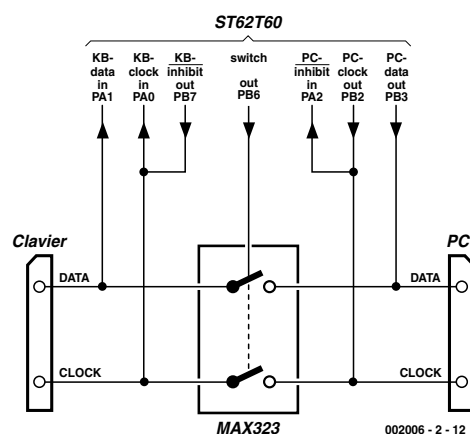 ST62T60
KB-data in PA1
KB-clock in PA0
KB-inhibit out PB7
switch out PB6
PC-inhibit in PA2
PC-clock out PB2
PC-data out PB3
Clavier
PC
DATA
DATA
CLOCK
CLOCK
MAX323
002006 - 2 - 12